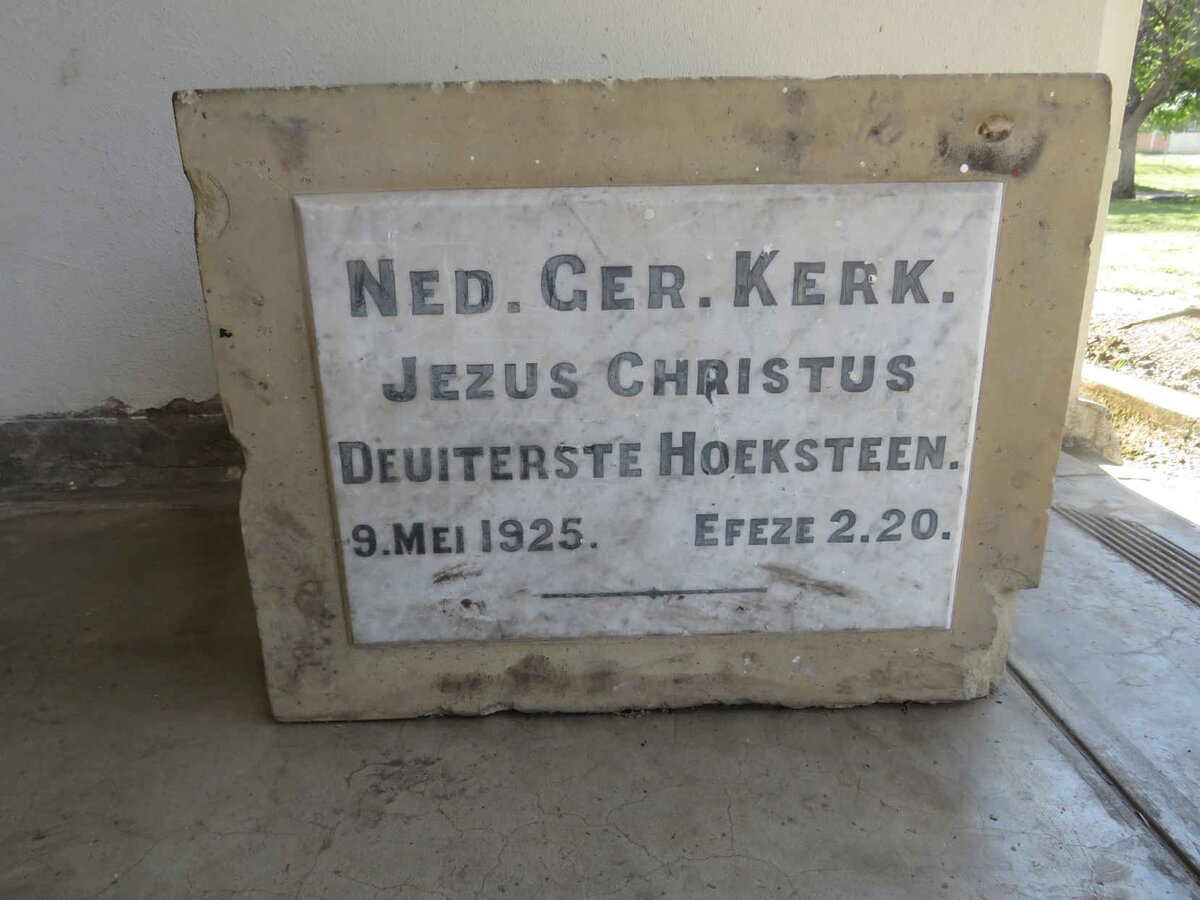 NED. GER. KERK.
JEZUS CHRISTUS
DEUITERSTE HOEKSTEEN.
9. MEI 1925. EFEZE 2.20.